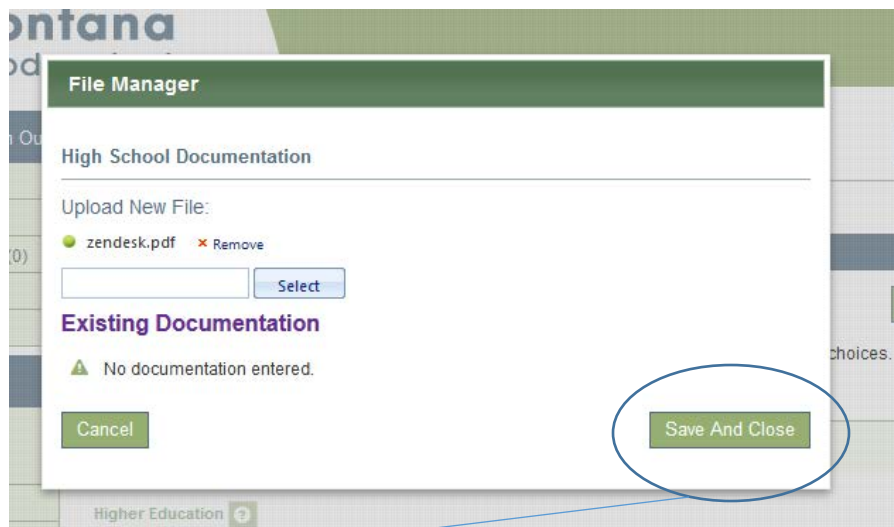 ontana
File Manager
High School Documentation
Upload New File:
zendesk.pdf × Remove
(0)
Select
Existing Documentation
No documentation entered.
choices.
Cancel
Save And Close
Higher Education ?